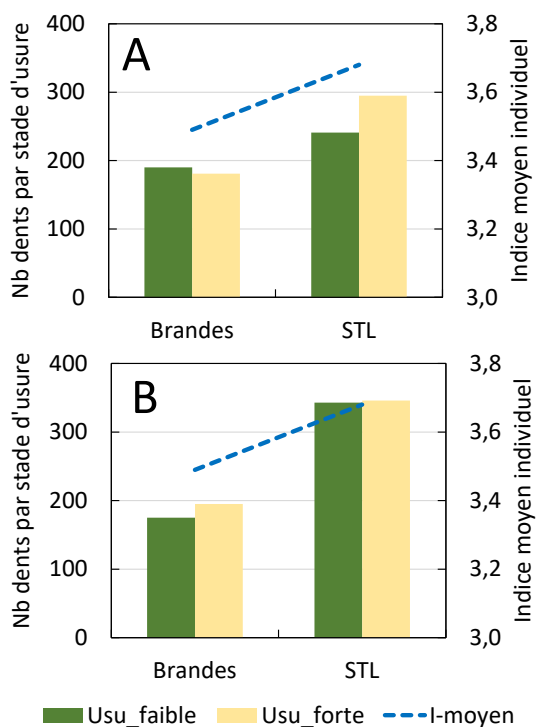 A
Nb dents par stade d'usure
400
300
200
100
0
3,8
3,6
3,4
3,2
3,0
Indice moyen individuel
Brandes STL
B
Nb dents par stade d'usure
400
300
200
100
0
3,8
3,6
3,4
3,2
3,0
Indice moyen individuel
Brandes STL
Usu_faible Usu_forte I-moyen